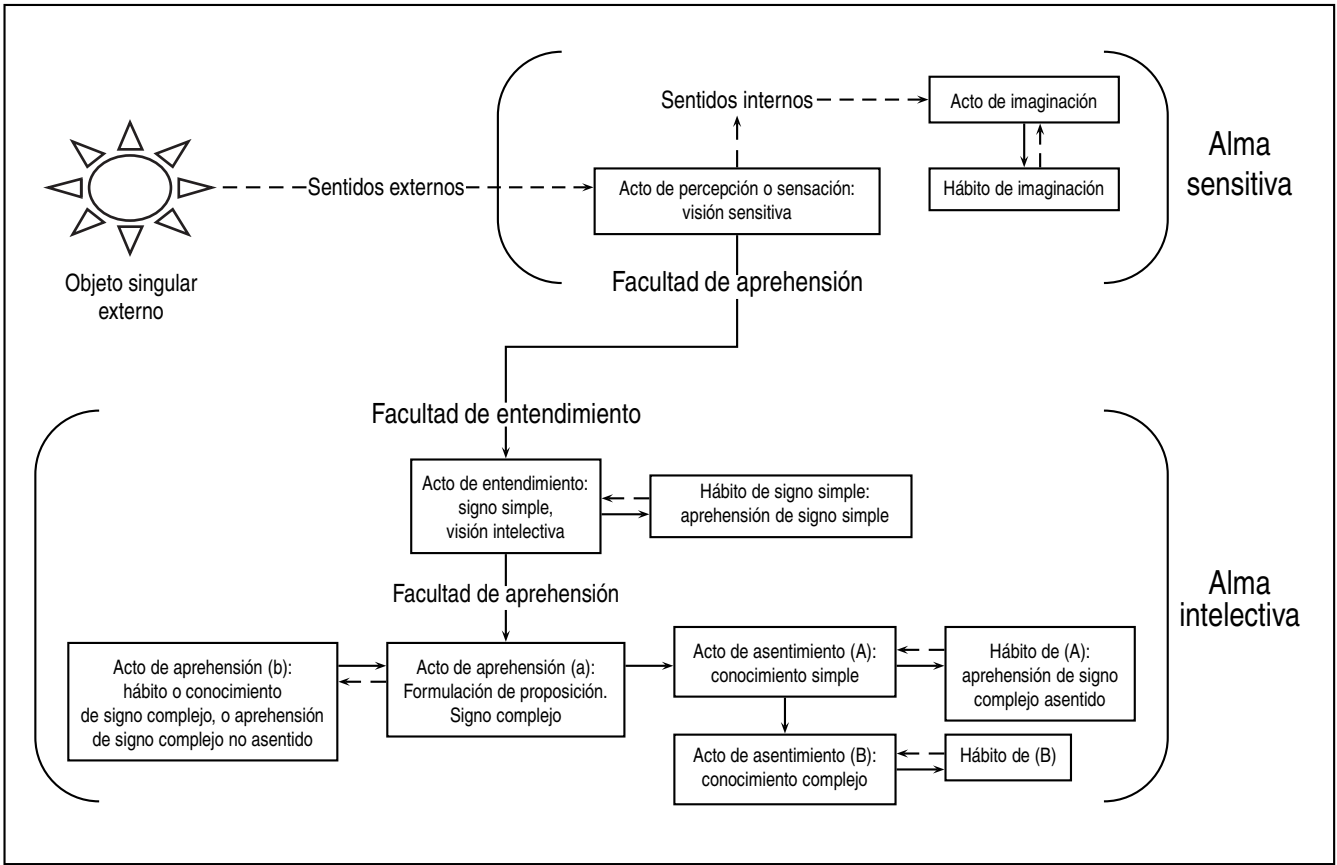 Sentidos internos
Acto de imaginación
Alma
sensitiva
Sentidos externos
Acto de percepción o sensación:
visión sensitiva
Hábito de imaginación
Objeto singular
externo
Facultad de aprehensión
Facultad de entendimiento
Acto de entendimiento:
signo simple,
visión intelectiva
Hábito de signo simple:
aprehensión de signo simple
Facultad de aprehensión
Alma
intelectiva
Acto de aprehensión (b):
hábito o conocimiento
de signo complejo, o aprehensión
de signo complejo no asentido
Acto de aprehensión (a):
Formulación de proposición.
Signo complejo
Acto de asentimiento (A):
conocimiento simple
Hábito de (A):
aprehensión de signo
complejo asentido
Acto de asentimiento (B):
conocimiento complejo
Hábito de (B)